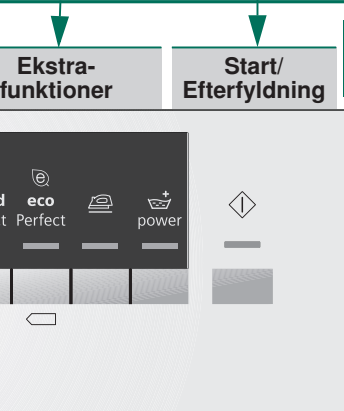 Ekstra-
funktioner
Start/
Efterfyldning
d eco
t Perfect
power